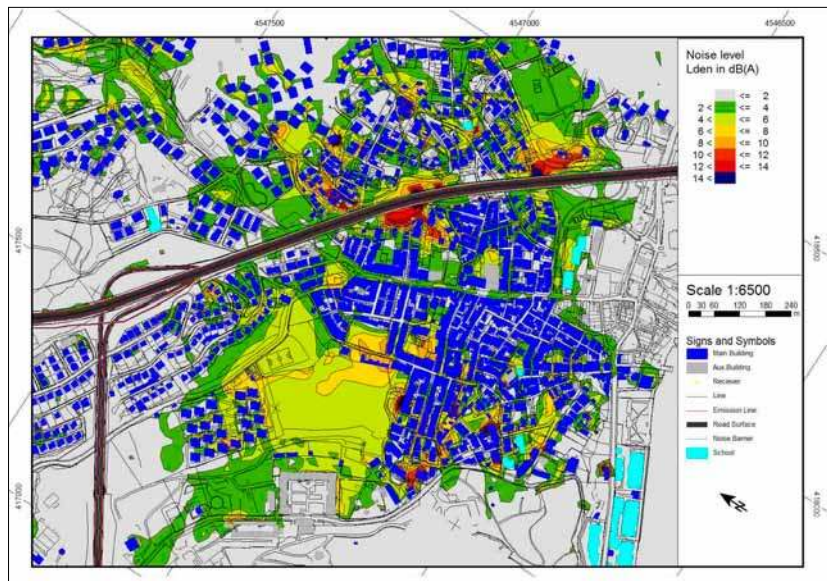 4547500
4547000
4546500
Noise level
Lden in dB(A)
<= 2
2 < <= 4
4 < <= 6
6 < <= 8
8 < <= 10
10 < <= 12
12 < <= 14
14 <
417500
418500
Scale 1:6500
0 30 60 120 180 240
m
Signs and Symbols
Main Building
Aux.Building
Reciever
Line
Emission Line
Road Surface
Noise Barrier
School
N
417000
418000